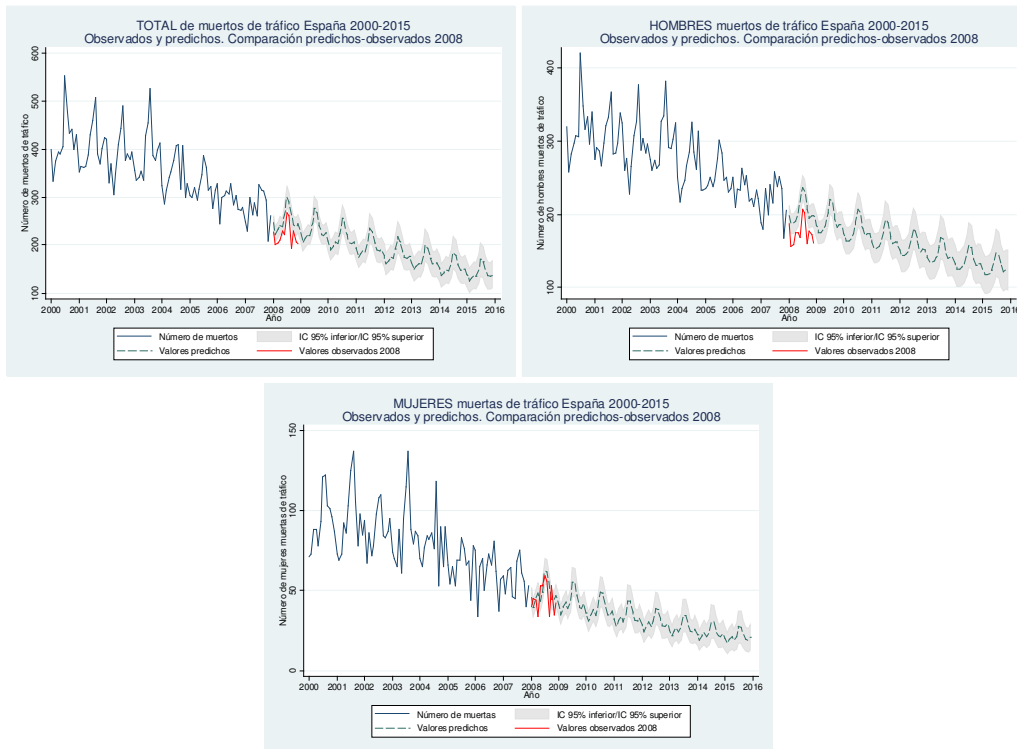 TOTAL de muertos de tráfico España 2000-2015
Observados y predichos. Comparación predichos-observados 2008
Número de muertos de tráfico
600
500
400
300
200
100
2000 2001 2002 2003 2004 2005 2006 2007 2008 2009 2010 2011 2012 2013 2014 2015 2016
Año
Número de muertos
IC 95% inferior/IC 95% superior
Valores predichos
Valores observados 2008
HOMBRES muertos de tráfico España 2000-2015
Observados y predichos. Comparación predichos-observados 2008
Número de hombres muertos de tráfico
400
300
200
100
2000 2001 2002 2003 2004 2005 2006 2007 2008 2009 2010 2011 2012 2013 2014 2015 2016
Año
Número de muertos
IC 95% inferior/IC 95% superior
Valores predichos
Valores observados 2008
MUJERES muertas de tráfico España 2000-2015
Observados y predichos. Comparación predichos-observados 2008
Número de mujeres muertas de tráfico
150
100
50
0
2000 2001 2002 2003 2004 2005 2006 2007 2008 2009 2010 2011 2012 2013 2014 2015 2016
Año
Número de muertas
IC 95% inferior/IC 95% superior
Valores predichos
Valores observados 2008